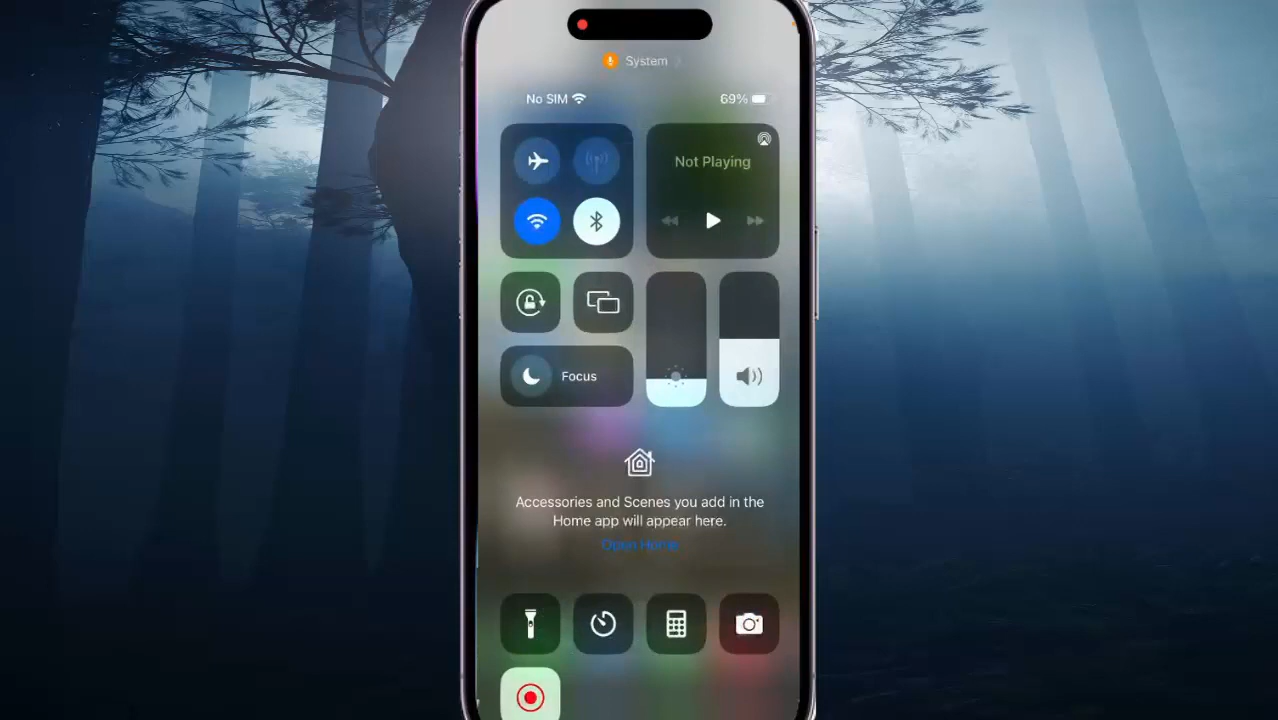 System
No SIM
69%
Not Playing
Focus
Accessories and Scenes you add in the
Home app will appear here.
Open Home